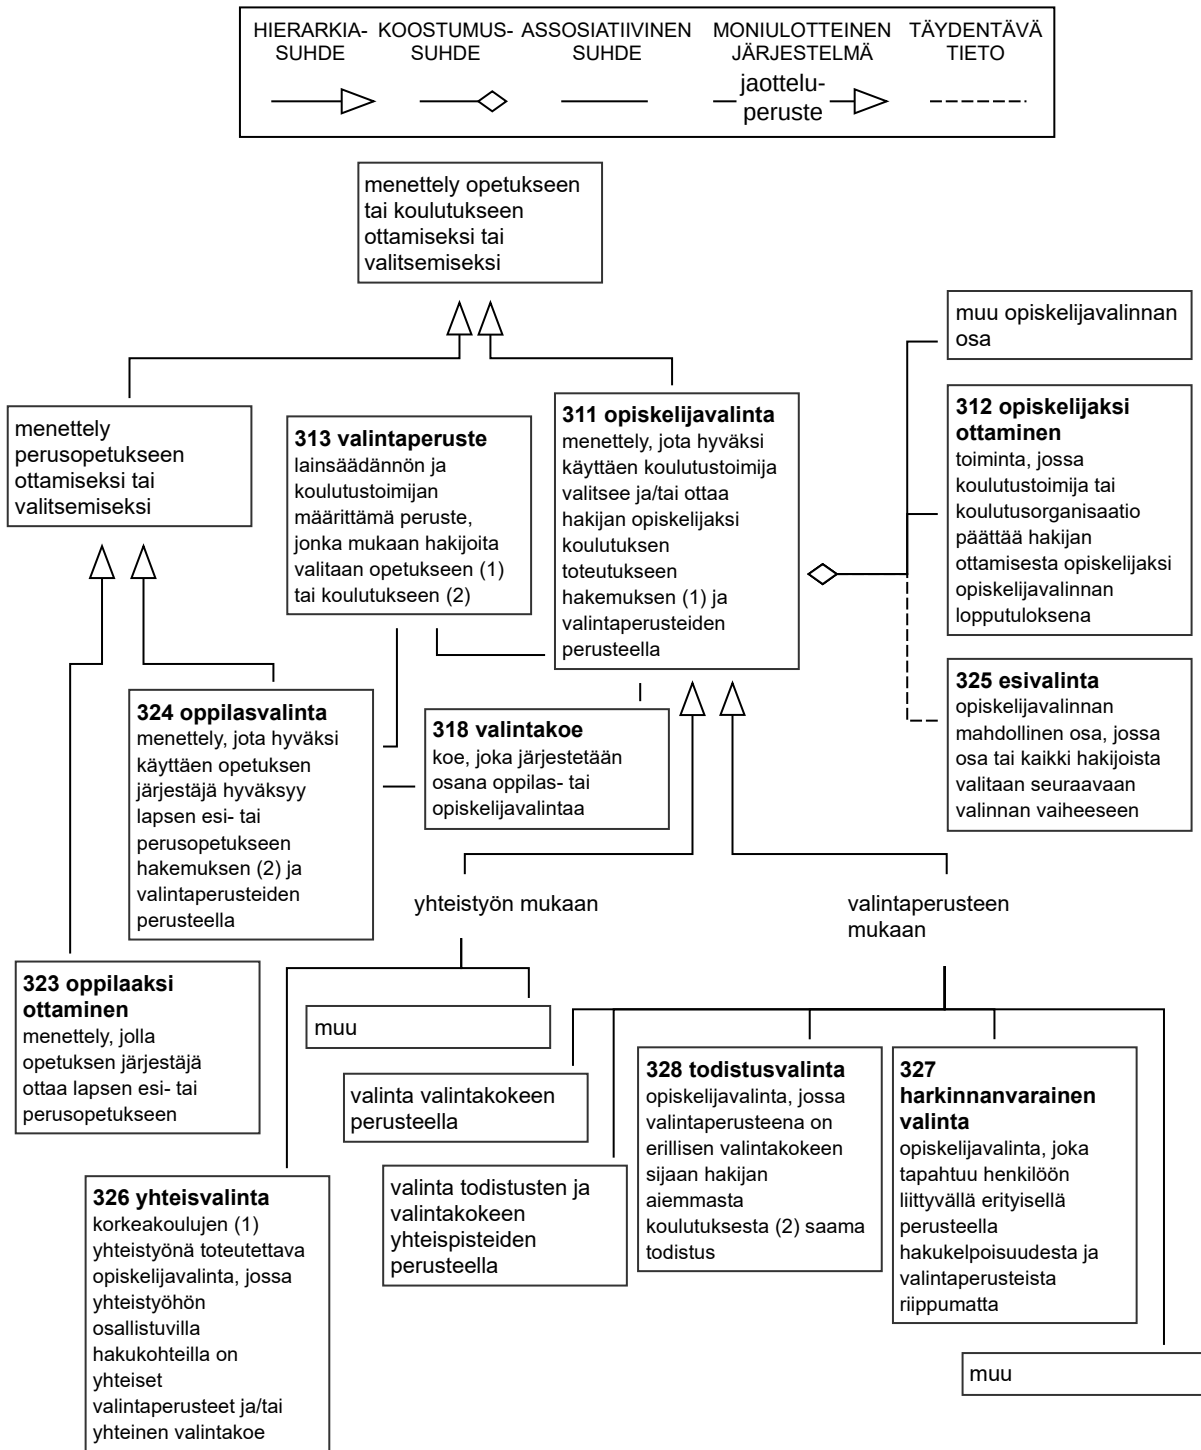 HIERARKIA-
SUHDE
KOOSTUMUS-
SUHDE
ASSOSIATIIVINEN
SUHDE
MONIULOTTEINEN
JÄRJESTELMÄ
TÄYDENTÄVÄ
TIETO
jaottelu-
peruste
menettely opetukseen
tai koulutukseen
ottamiseksi tai
valitsemiseksi
menettely
perusopetukseen
ottamiseksi tai
valitsemiseksi
313 valintaperuste
lainsäädännön ja
koulutustoimijan
määrittämä peruste,
jonka mukaan hakijoita
valitaan opetukseen (1)
tai koulutukseen (2)
311 opiskelijavalinta
menettely, jota hyväksi
käyttäen koulutustoimija
valitsee ja/tai ottaa
hakijan opiskelijaksi
koulutuksen
toteutukseen
hakemuksen (1) ja
valintaperusteiden
perusteella
muu opiskelijavalinnan
osa
312 opiskelijaksi
ottaminen
toiminta, jossa
koulutustoimija tai
koulutusorganisaatio
päättää hakijan
ottamisesta opiskelijaksi
opiskelijavalinnan
lopputuloksena
325 esivalinta
opiskelijavalinnan
mahdollinen osa, jossa
osa tai kaikki hakijoista
valitaan seuraavaan
valinnan vaiheeseen
324 oppilasvalinta
menettely, jota hyväksi
käyttäen opetuksen
järjestäjä hyväksyy
lapsen esi- tai
perusopetukseen
hakemuksen (2) ja
valintaperusteiden
perusteella
318 valintakoe
koe, joka järjestetään
osana oppilas- tai
opiskelijavalintaa
yhteistyön mukaan
valintaperusteen
mukaan
323 oppilaaksi
ottaminen
menettely, jolla
opetuksen järjestäjä
ottaa lapsen esi- tai
perusopetukseen
muu
valinta valintakokeen
perusteella
valinta todistusten ja
valintakokeen
yhteispisteiden
perusteella
328 todistusvalinta
opiskelijavalinta, jossa
valintaperusteena on
erillisen valintakokeen
sijaan hakijan
aiemmasta
koulutuksesta (2) saama
todistus
327
harkinnanvarainen
valinta
opiskelijavalinta, joka
tapahtuu henkilöön
liittyvällä erityisellä
perusteella
hakukelpoisuudesta ja
valintaperusteista
riippumatta
326 yhteisvalinta
korkeakoulujen (1)
yhteistyönä toteutettava
opiskelijavalinta, jossa
yhteistyöhön
osallistuvilla
hakukohteilla on
yhteiset
valintaperusteet ja/tai
yhteinen valintakoe
muu